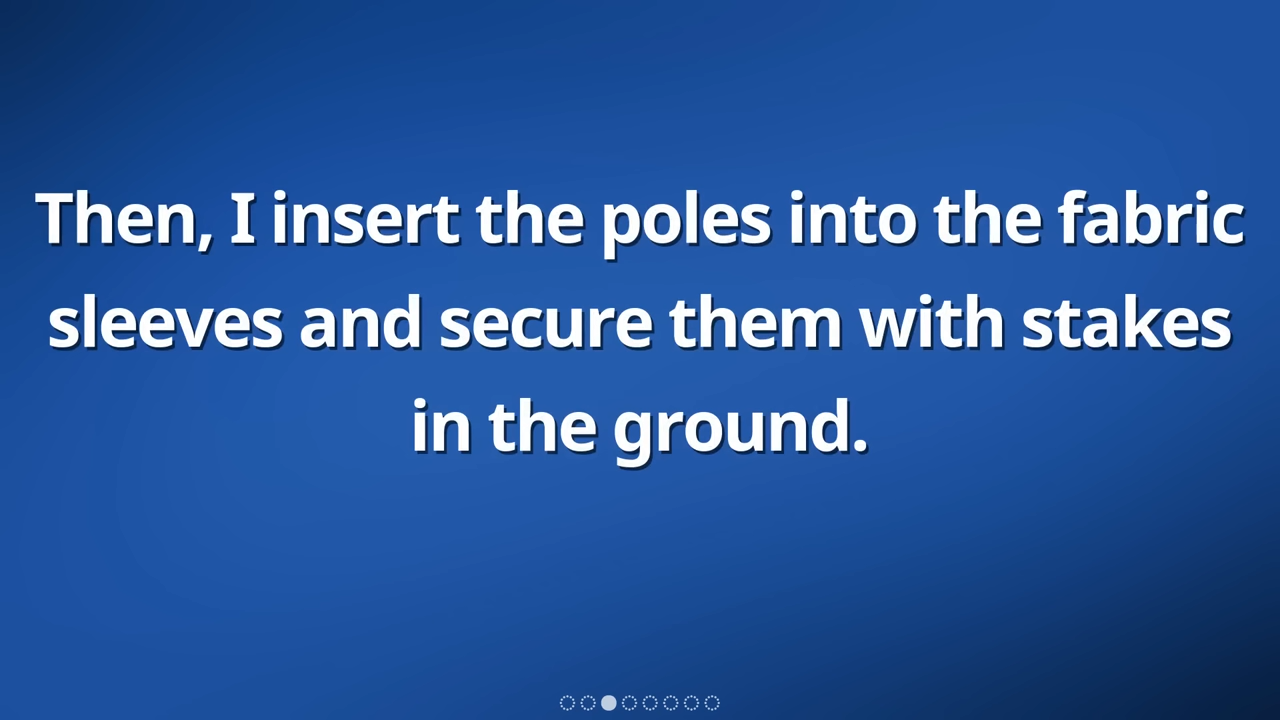 Then, I insert the poles into the fabric
sleeves and secure them with stakes
in the ground.